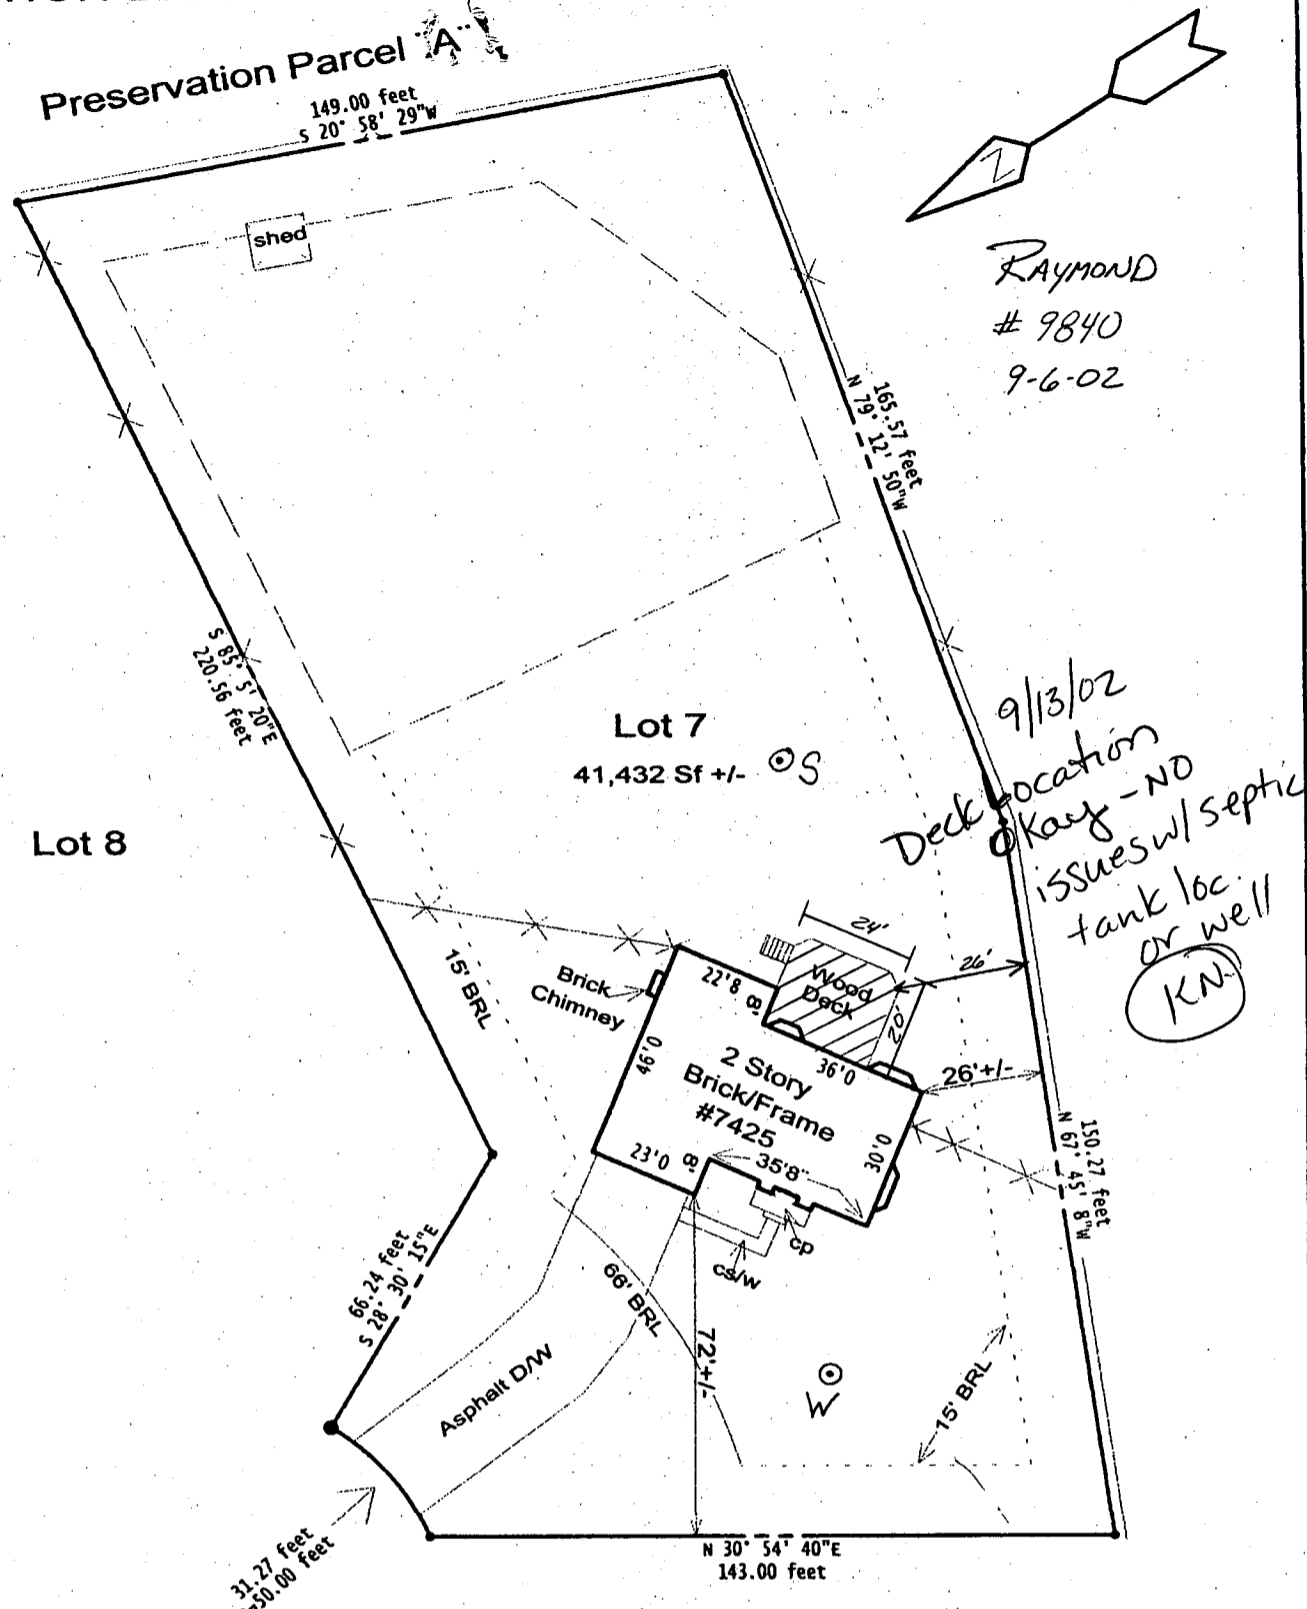 Preservation Parcel "A"
149.00 feet
S 20° 58' 29"W
shed
N
RAYMOND
# 9840
9-6-02
165.57 feet
N 79° 12' 50"W
S 85° 5' 20"E
220.56 feet
Lot 7
41,432 Sf +/-
S
Lot 8
9/13/02
Deck Location
Okay - NO
issues w/ septic
tank loc.
or well
KN
15' BRL
Brick
Chimney
22'8
8'
24'
Wood
Deck
20'
26'
46'0
36'0
2 Story
Brick/Frame
#7425
26'+/-
23'0
8'
35'8"
30'0
cp
cs/w
150.27 feet
N 67° 45' 8"W
66.24 feet
S 28° 30' 15"E
66' BRL
72'+/-
Asphalt D/W
W
15' BRL
31.27 feet
50.00 feet
N 30° 54' 40"E
143.00 feet